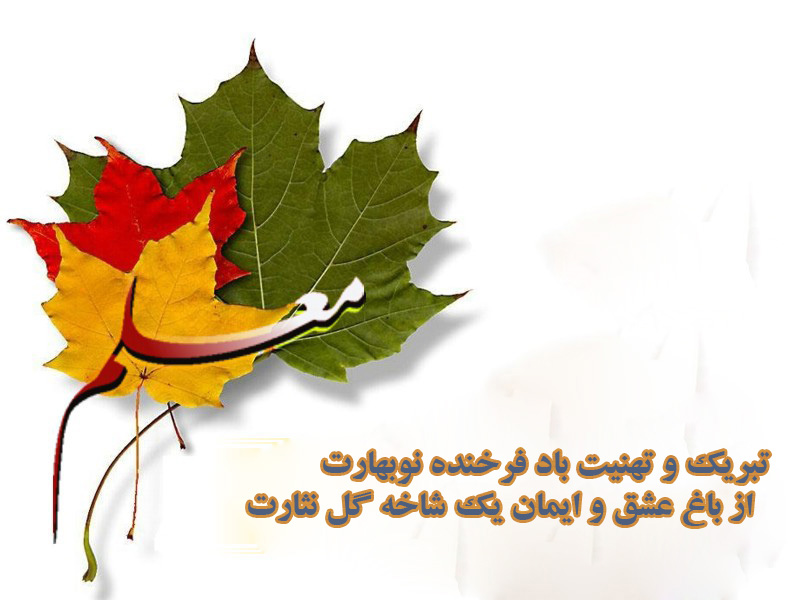 معلم
تبریک و تهنیت باد فرخنده نوبهارت
از باغ عشق و ایمان یک شاخه گل نثارت